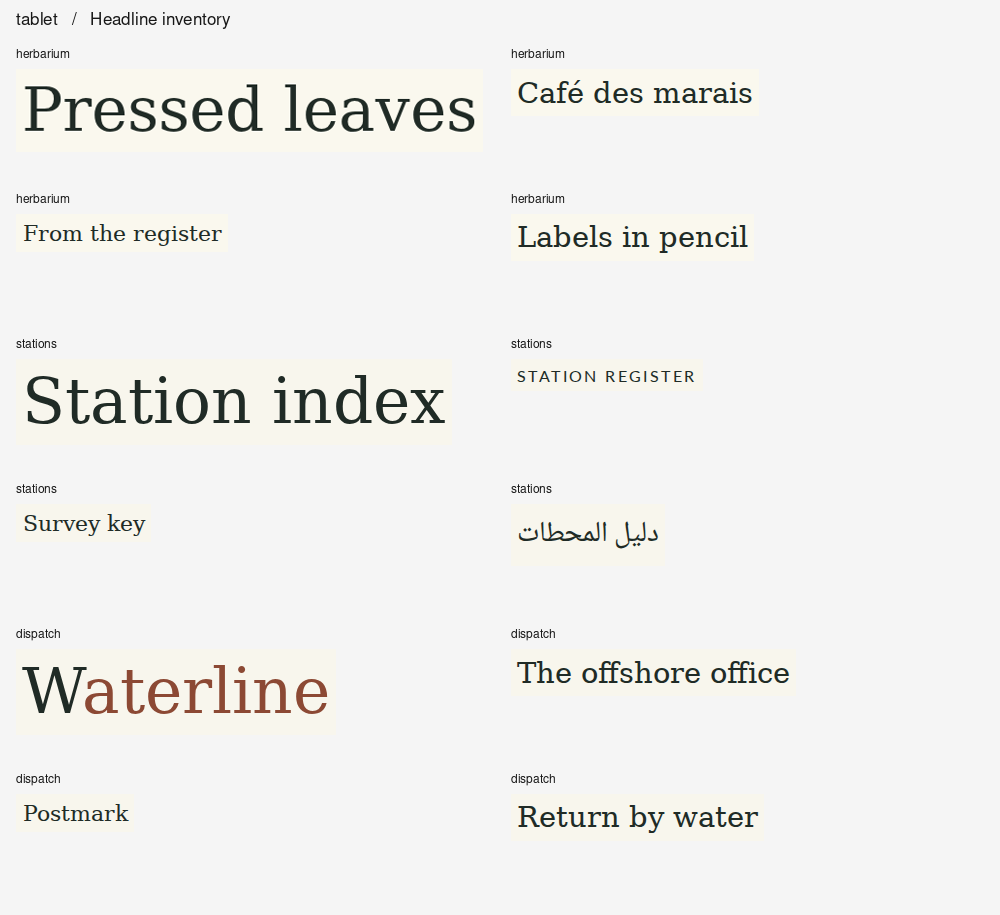 tablet / Headline inventory
herbarium
Pressed leaves
herbarium
Café des marais
herbarium
From the register
herbarium
Labels in pencil
stations
Station index
stations
STATION REGISTER
stations
Survey key
stations
دليل المحطات
dispatch
Waterline
dispatch
The offshore office
dispatch
Postmark
dispatch
Return by water